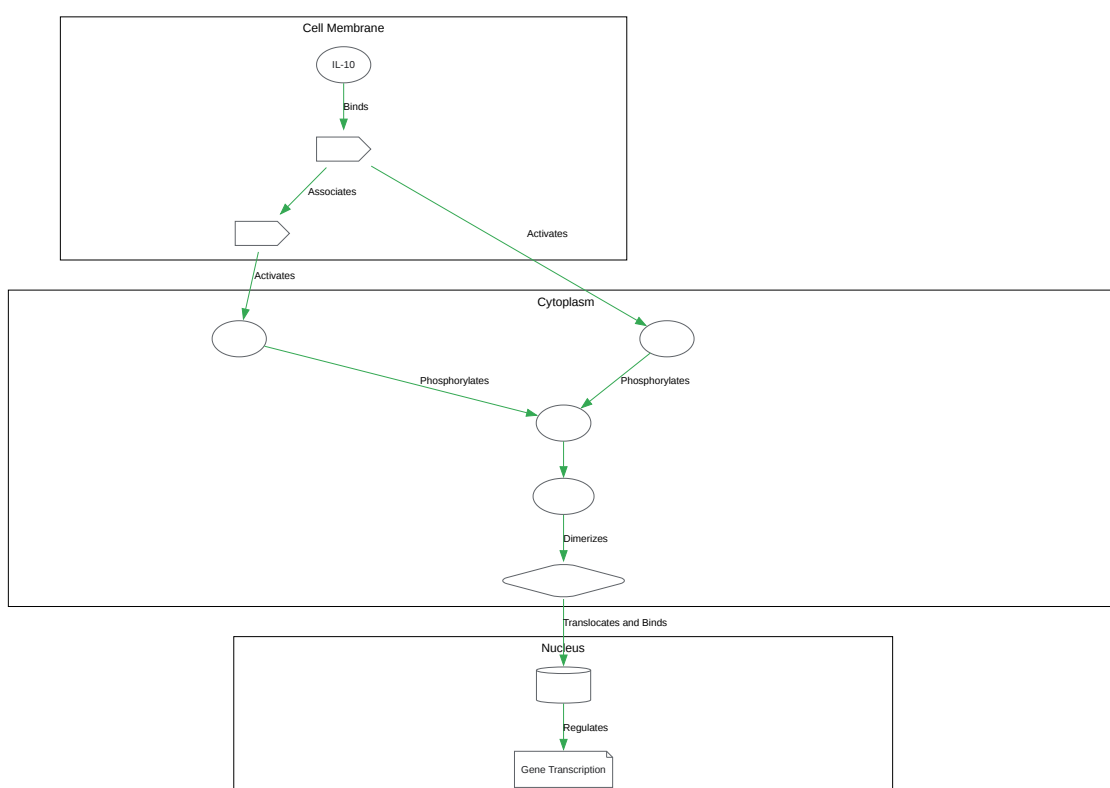 Cell Membrane
IL-10
Binds
Associates
Activates
Activates
Cytoplasm
Phosphorylates
Phosphorylates
Dimerizes
Translocates and Binds
Nucleus
Regulates
Gene Transcription